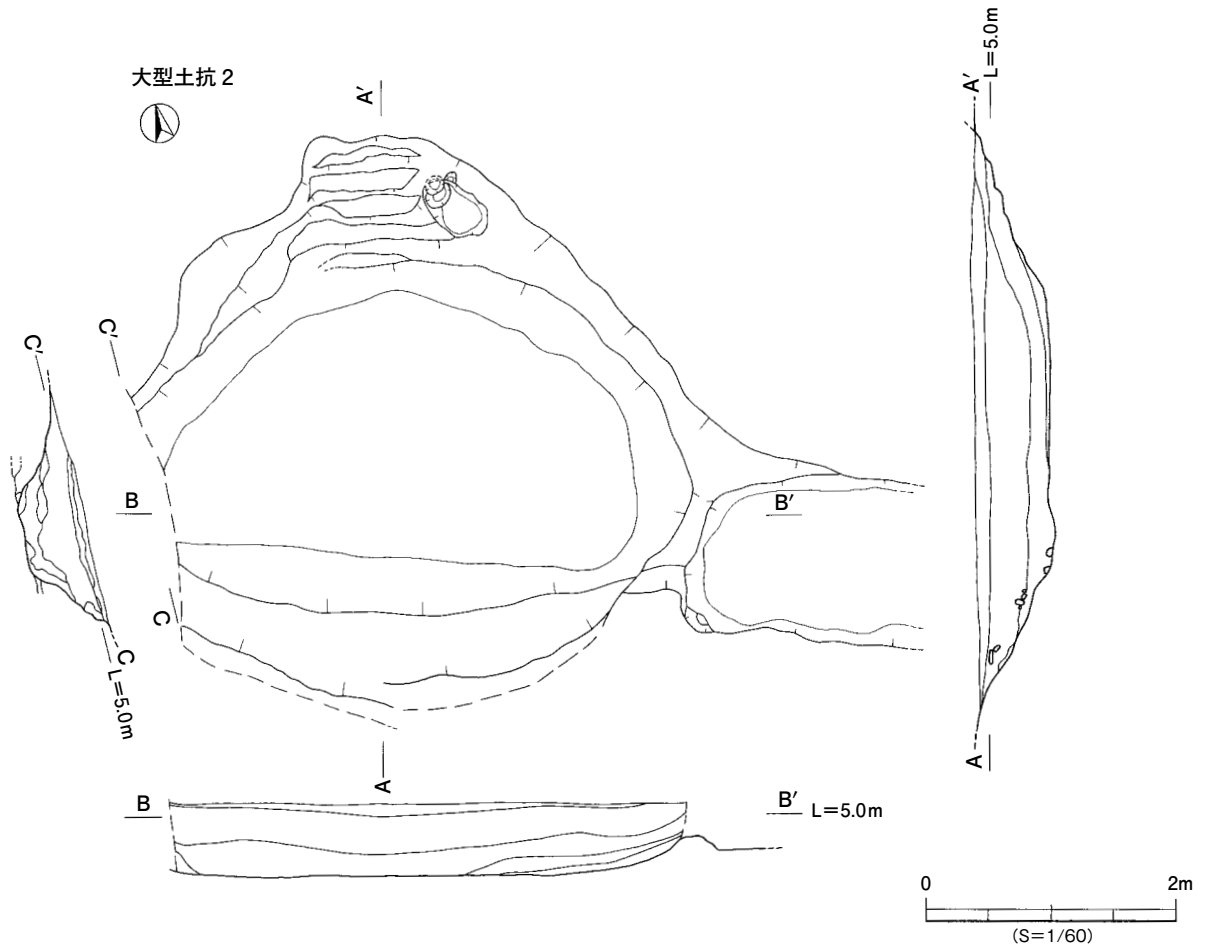 大型土抗 2
A'
A'
L=5.0m
C'
C'
B
B'
C
C
L=5.0m
A
A
B
B'
L=5.0m
0
2m
(S=1/60)